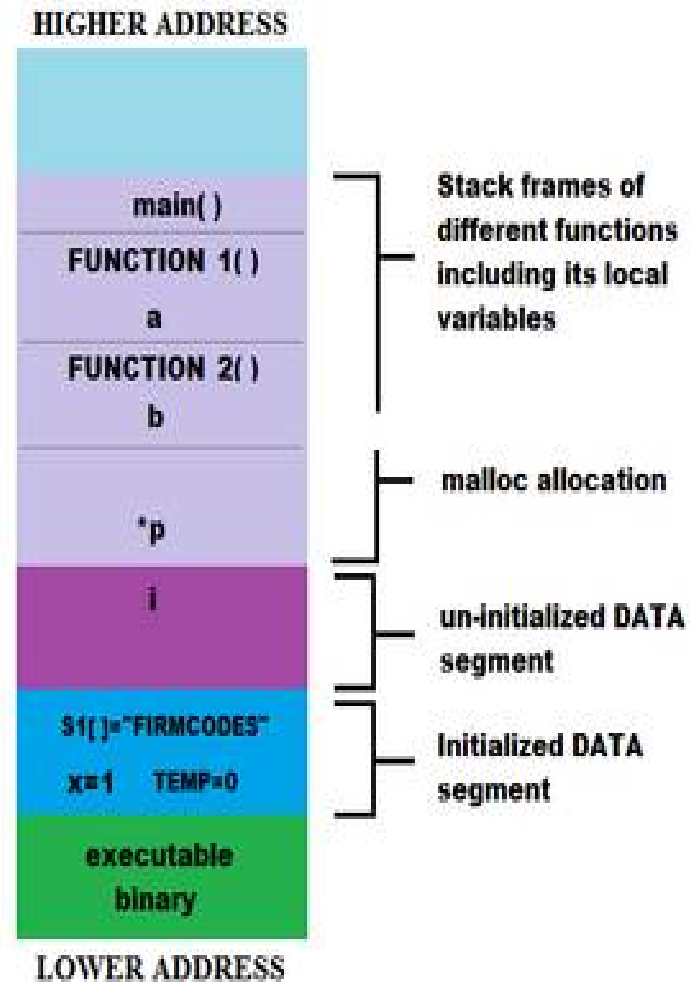 HIGHER ADDRESS
main( )
FUNCTION 1( )
a
FUNCTION 2( )
b
*p
i
S1[ ]="FIRMCODES"
x=1 TEMP=0
executable
binary
LOWER ADDRESS
Stack frames of
different functions
including its local
variables
malloc allocation
un-initialized DATA
segment
Initialized DATA
segment